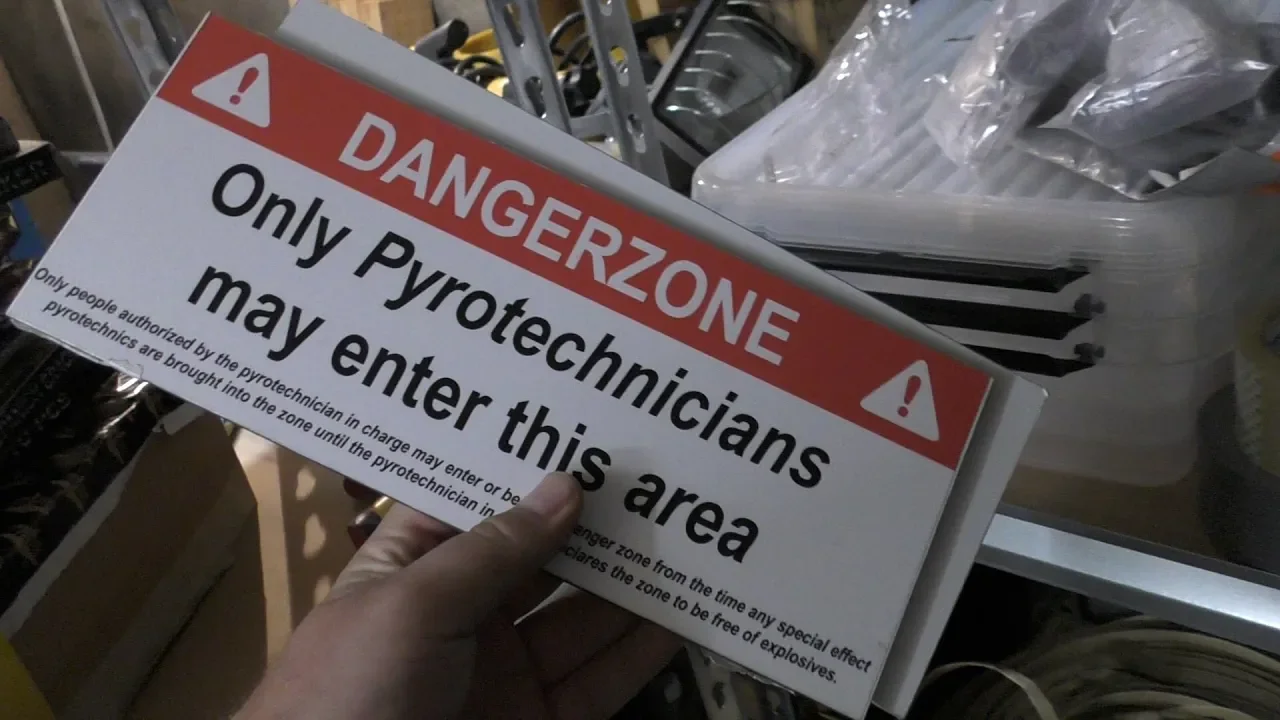 DANGERZONE
Only Pyrotechnicians
may enter this area
Only people authorized by the pyrotechnician in charge may enter or be enger zone from the time any special effect
pyrotechnics are brought into the zone until the pyrotechnician in clares the zone to be free of explosives.